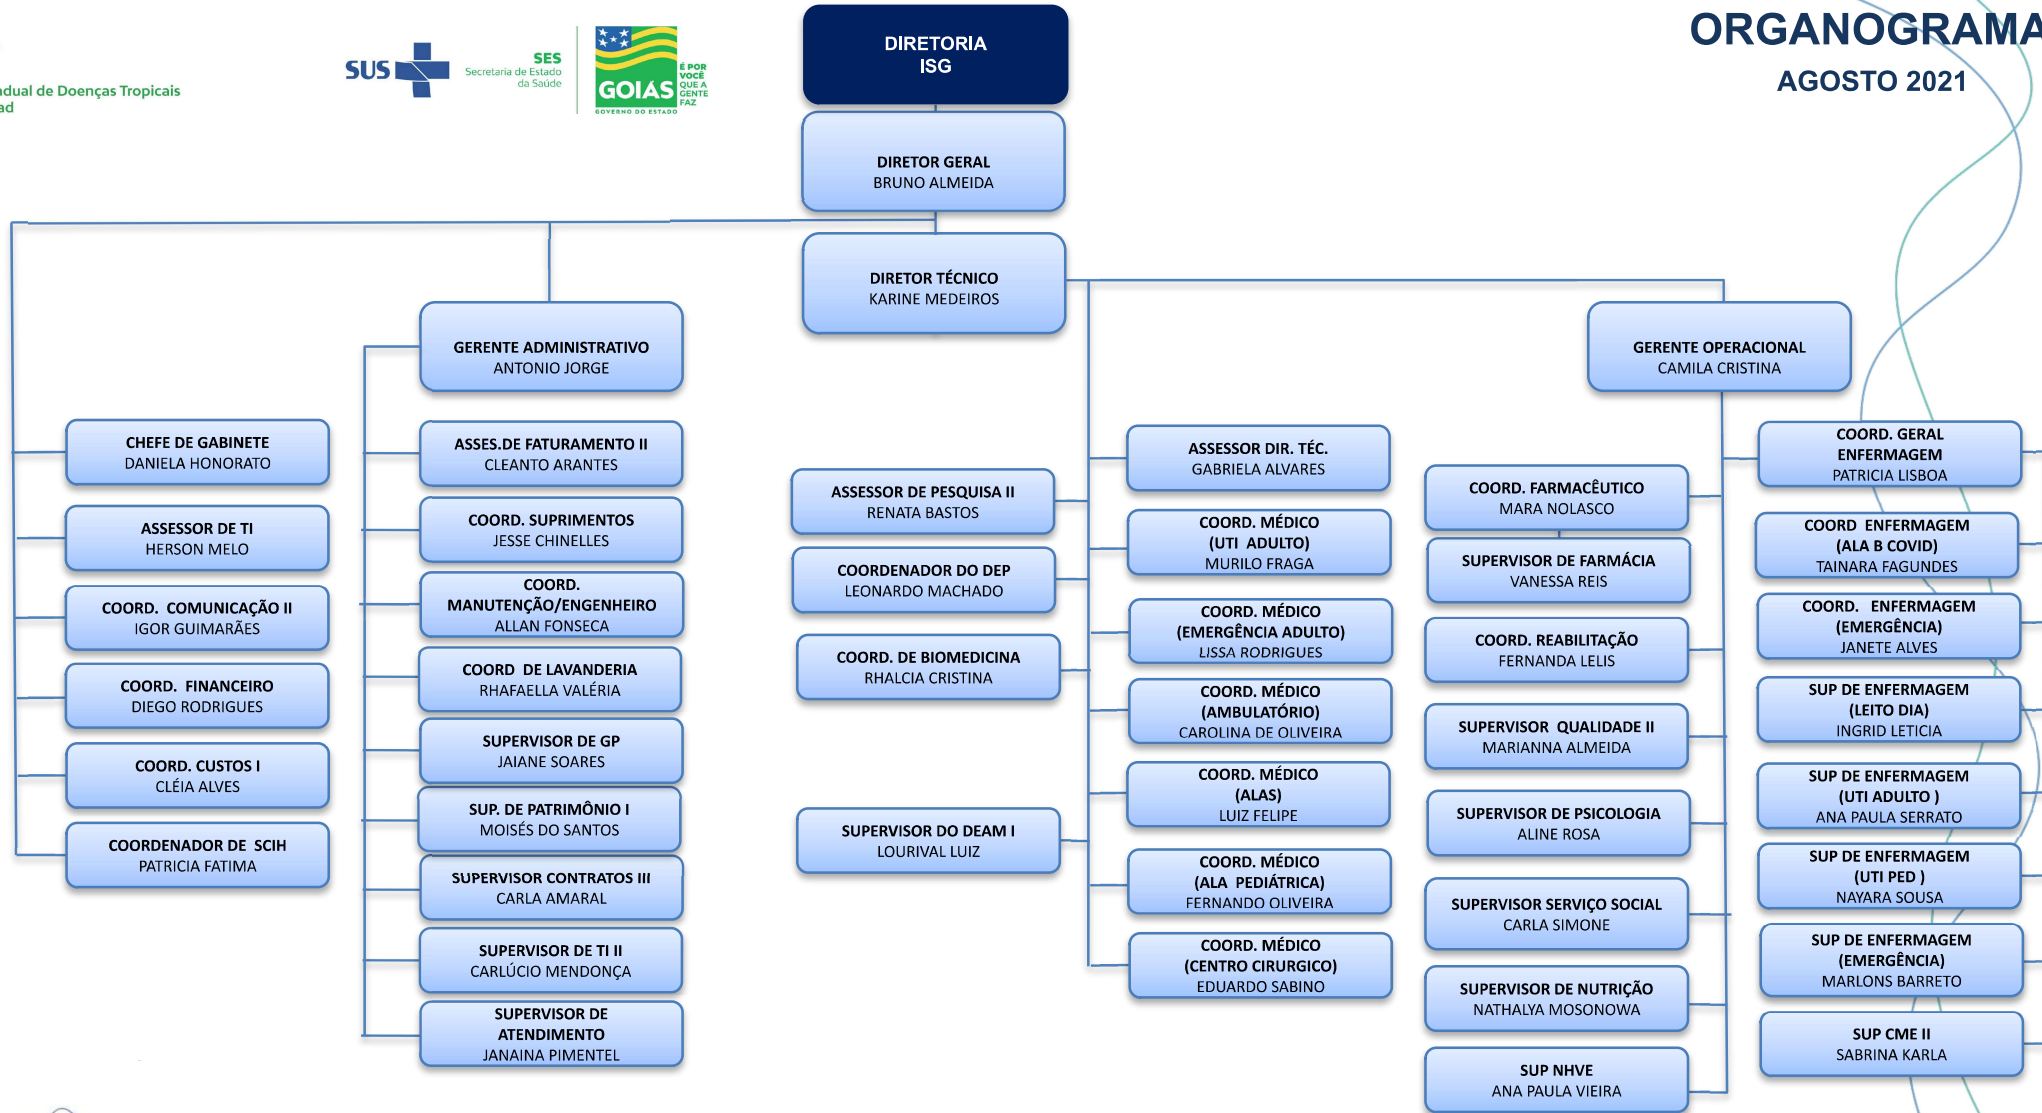 ORGANOGRAMA
AGOSTO 2021
adual de Doenças Tropicais
ad
SUS
SES
Secretaria de Estado
da Saúde
GOIÁS
GOVERNO DO ESTADO
É POR
VOCÊ
QUE A
GENTE
FAZ
DIRETORIA
ISG
DIRETOR GERAL
BRUNO ALMEIDA
DIRETOR TÉCNICO
KARINE MEDEIROS
GERENTE ADMINISTRATIVO
ANTONIO JORGE
GERENTE OPERACIONAL
CAMILA CRISTINA
CHEFE DE GABINETE
DANIELA HONORATO
ASSESSOR DE TI
HERSON MELO
COORD. COMUNICAÇÃO II
IGOR GUIMARÃES
COORD. FINANCEIRO
DIEGO RODRIGUES
COORD. CUSTOS I
CLÉIA ALVES
COORDENADOR DE SCIH
PATRICIA FATIMA
ASSES.DE FATURAMENTO II
CLEANTO ARANTES
COORD. SUPRIMENTOS
JESSE CHINELLES
COORD.
MANUTENÇÃO/ENGENHEIRO
ALLAN FONSECA
COORD DE LAVANDERIA
RHAFAELLA VALÉRIA
SUPERVISOR DE GP
JAIANE SOARES
SUP. DE PATRIMÔNIO I
MOISÉS DO SANTOS
SUPERVISOR CONTRATOS III
CARLA AMARAL
SUPERVISOR DE TI II
CARLÚCIO MENDONÇA
SUPERVISOR DE
ATENDIMENTO
JANAINA PIMENTEL
ASSESSOR DE PESQUISA II
RENATA BASTOS
COORDENADOR DO DEP
LEONARDO MACHADO
COORD. DE BIOMEDICINA
RHALCIA CRISTINA
SUPERVISOR DO DEAM I
LOURIVAL LUIZ
ASSESSOR DIR. TÉC.
GABRIELA ALVARES
COORD. MÉDICO
(UTI ADULTO)
MURILO FRAGA
COORD. MÉDICO
(EMERGÊNCIA ADULTO)
LISSA RODRIGUES
COORD. MÉDICO
(AMBULATÓRIO)
CAROLINA DE OLIVEIRA
COORD. MÉDICO
(ALAS)
LUIZ FELIPE
COORD. MÉDICO
(ALA PEDIÁTRICA)
FERNANDO OLIVEIRA
COORD. MÉDICO
(CENTRO CIRURGICO)
EDUARDO SABINO
COORD. FARMACÊUTICO
MARA NOLASCO
SUPERVISOR DE FARMÁCIA
VANESSA REIS
COORD. REABILITAÇÃO
FERNANDA LELIS
SUPERVISOR QUALIDADE II
MARIANNA ALMEIDA
SUPERVISOR DE PSICOLOGIA
ALINE ROSA
SUPERVISOR SERVIÇO SOCIAL
CARLA SIMONE
SUPERVISOR DE NUTRIÇÃO
NATHALYA MOSONOWA
SUP NHVE
ANA PAULA VIEIRA
COORD. GERAL
ENFERMAGEM
PATRICIA LISBOA
COORD ENFERMAGEM
(ALA B COVID)
TAINARA FAGUNDES
COORD. ENFERMAGEM
(EMERGÊNCIA)
JANETE ALVES
SUP DE ENFERMAGEM
(LEITO DIA)
INGRID LETICIA
SUP DE ENFERMAGEM
(UTI ADULTO )
ANA PAULA SERRATO
SUP DE ENFERMAGEM
(UTI PED )
NAYARA SOUSA
SUP DE ENFERMAGEM
(EMERGÊNCIA)
MARLONS BARRETO
SUP CME II
SABRINA KARLA